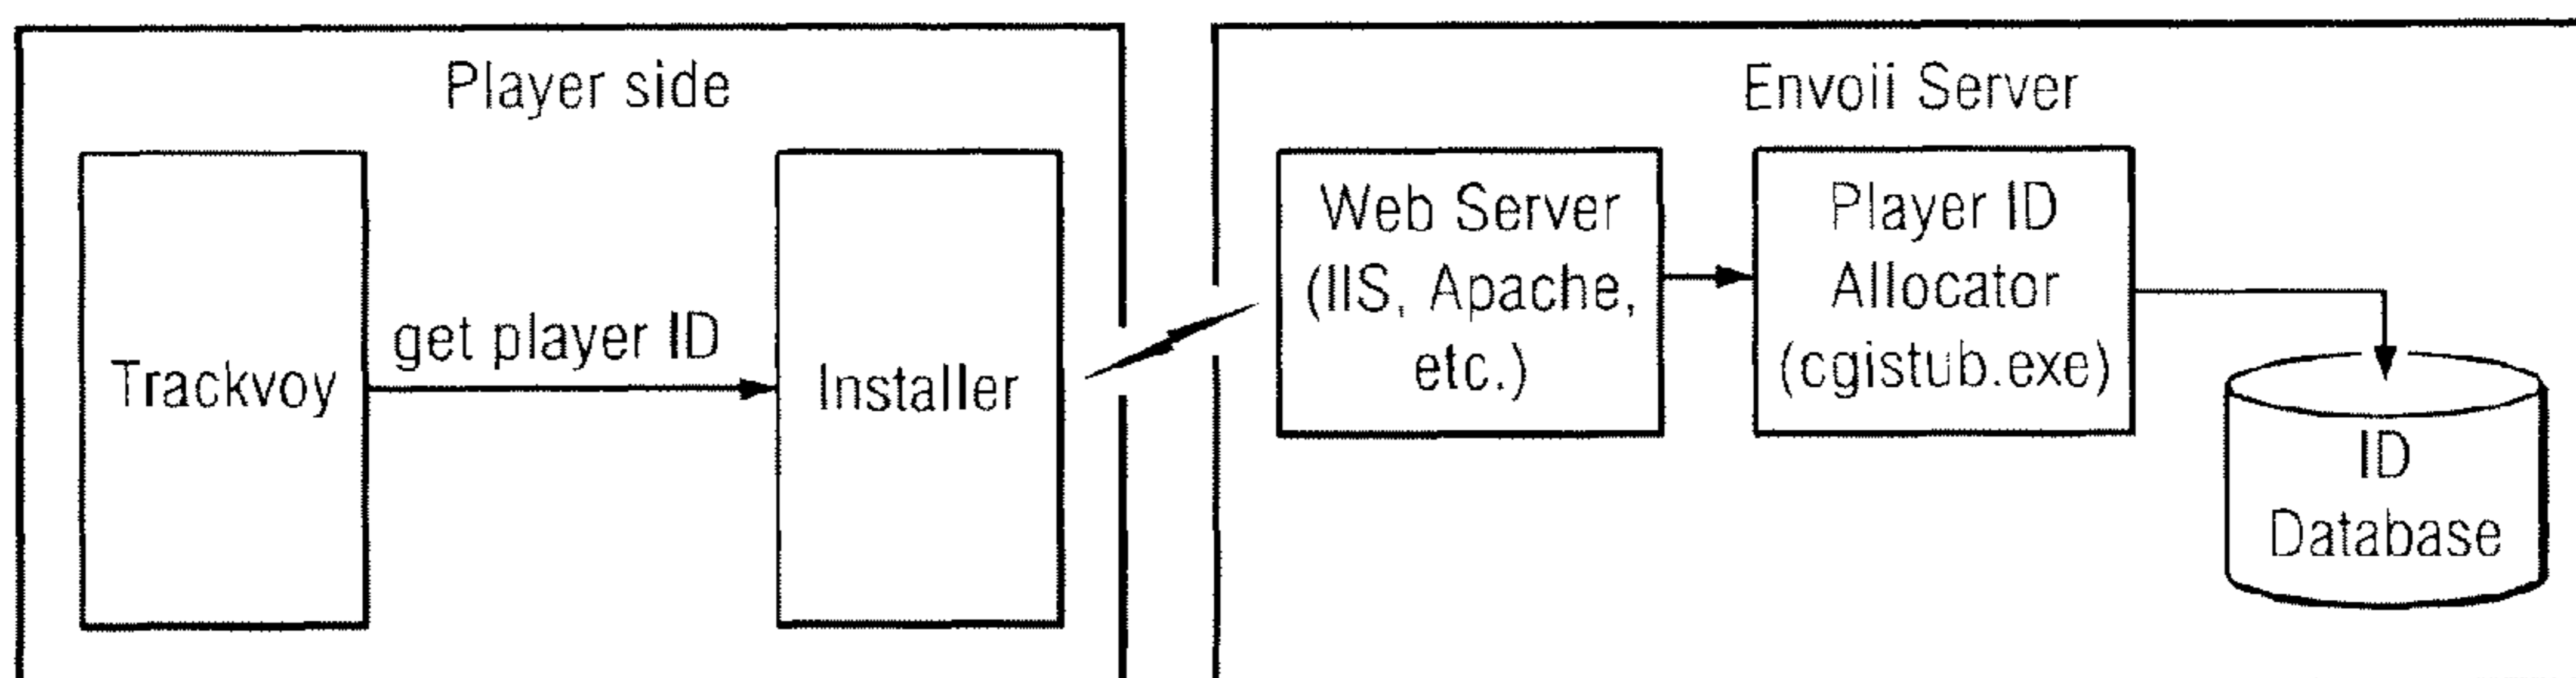 Player side
Trackvoy
get player ID
Installer
Envoii Server
Web Server
(IIS, Apache,
etc.)
Player ID
Allocator
(cgistub.exe)
ID
Database